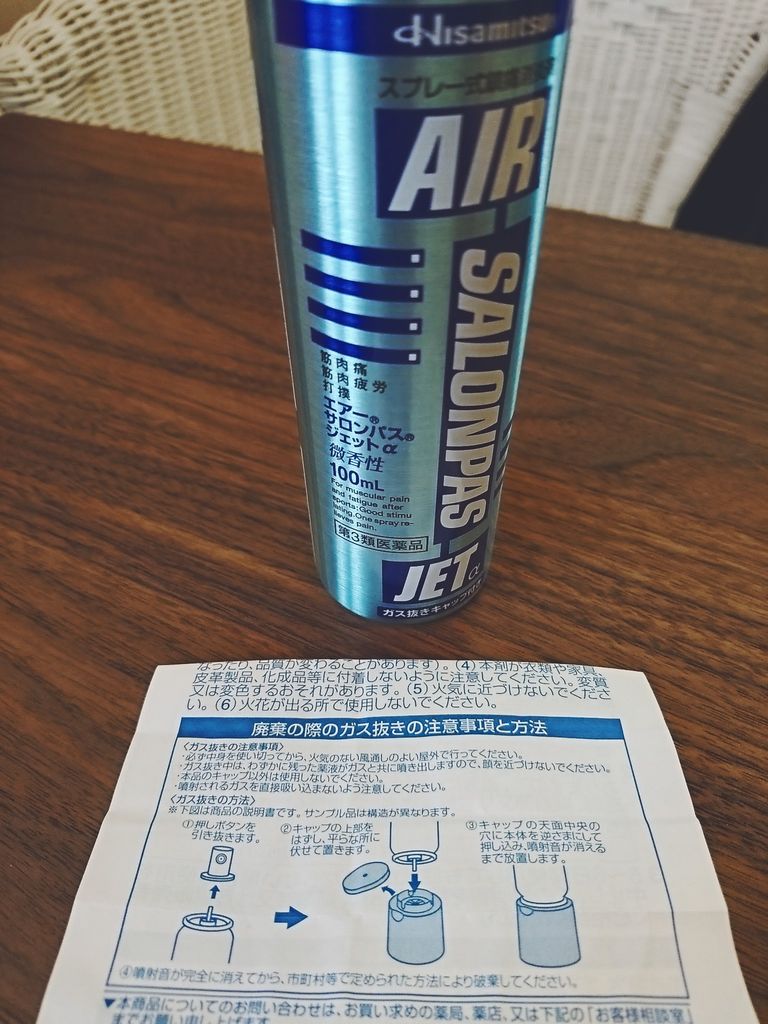 Hisamitsu
スプレー式鎮痛消炎
AIR
SALONPAS
JET α
筋肉痛
筋肉疲労
打撲
エアー®
サロンパス®
ジェットα
微香性
100mL
For muscular pain
and fatigue after
sports:Good stimu
lating.One spray re-
lieves pain.
第3類医薬品
ガス抜きキャップ付き
なったり、品質が変わることがあります)。(4)本剤が衣類や家具、
皮革製品、化成品等に付着しないように注意してください。変質
又は変色するおそれがあります。(5)火気に近づけないでくださ
い。(6)火花が出る所で使用しないでください。
廃棄の際のガス抜きの注意事項と方法
〈ガス抜きの注意事項〉
・必ず中身を使い切ってから、火気のない風通しのよい屋外で行ってください。
・ガス抜き中は、わずかに残った薬液がガスと共に噴き出しますので、顔を近づけないでください。
・本品のキャップ以外は使用しないでください。
・噴射されるガスを直接吸い込まないよう注意してください。
〈ガス抜きの方法〉
※下図は商品の説明書です。サンプル品は構造が異なります。
①押しボタンを
引き抜きます。
②キャップの上部を
はずし、平らな所に
伏せて置きます。
③キャップの天面中央の
穴に本体を逆さまにして
押し込み、噴射音が消える
まで放置します。
④噴射音が完全に消えてから、市町村等で定められた方法により破棄してください。
▼本商品についてのお問い合わせは、お買い求めの薬局、薬店、又は下記の「お客様相談室」
までお願い申し上げます。